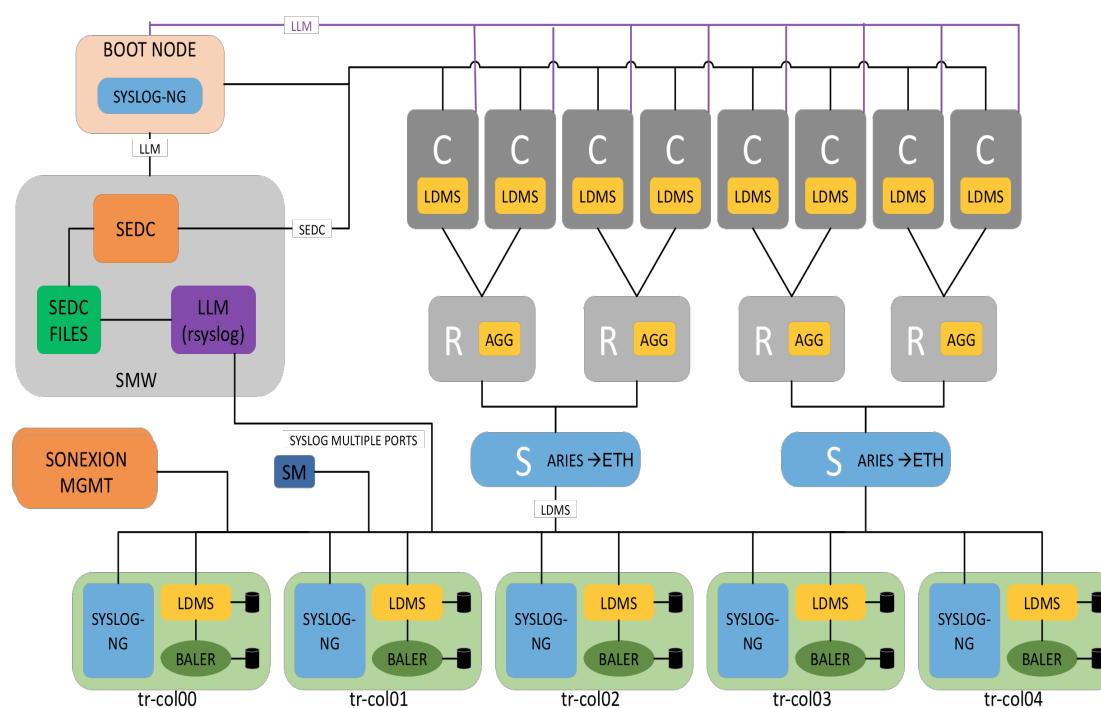 LLM
BOOT NODE
SYSLOG-NG
LLM
SEDC
SEDC
SEDC
FILES
LLM
(rsyslog)
SMW
C C C C C C C C
LDMS LDMS LDMS LDMS LDMS LDMS LDMS LDMS
R AGG R AGG R AGG R AGG
SYSLOG MULTIPLE PORTS
SONEXION
MGMT
SM
S ARIES →ETH S ARIES →ETH
LDMS
SYSLOG-
NG
LDMS
BALER
tr-col00
SYSLOG-
NG
LDMS
BALER
tr-col01
SYSLOG-
NG
LDMS
BALER
tr-col02
SYSLOG-
NG
LDMS
BALER
tr-col03
SYSLOG-
NG
LDMS
BALER
tr-col04